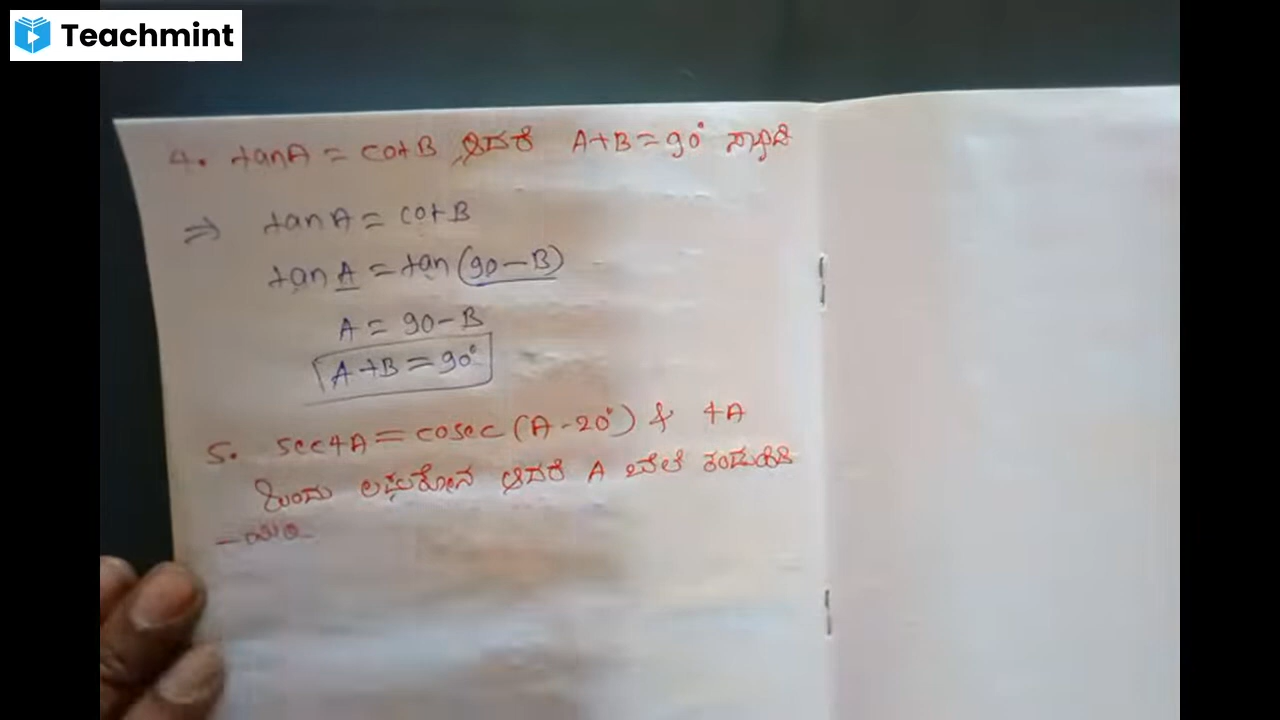 Teachmint
4. tanA = cotB ಆದರೆ A+B=90° ಸಾಧಿಸಿ
⇒ tanA = cotB
tan A = tan (90-B)
A = 90-B
A+B=90°
5. sec4A = cosec (A-20°) & 4A
ಒಂದು ಲಘುಕೋನ ಆದರೆ A ಬೆಲೆ ಕಂಡುಹಿಡಿ
-ಯಿರಿ.